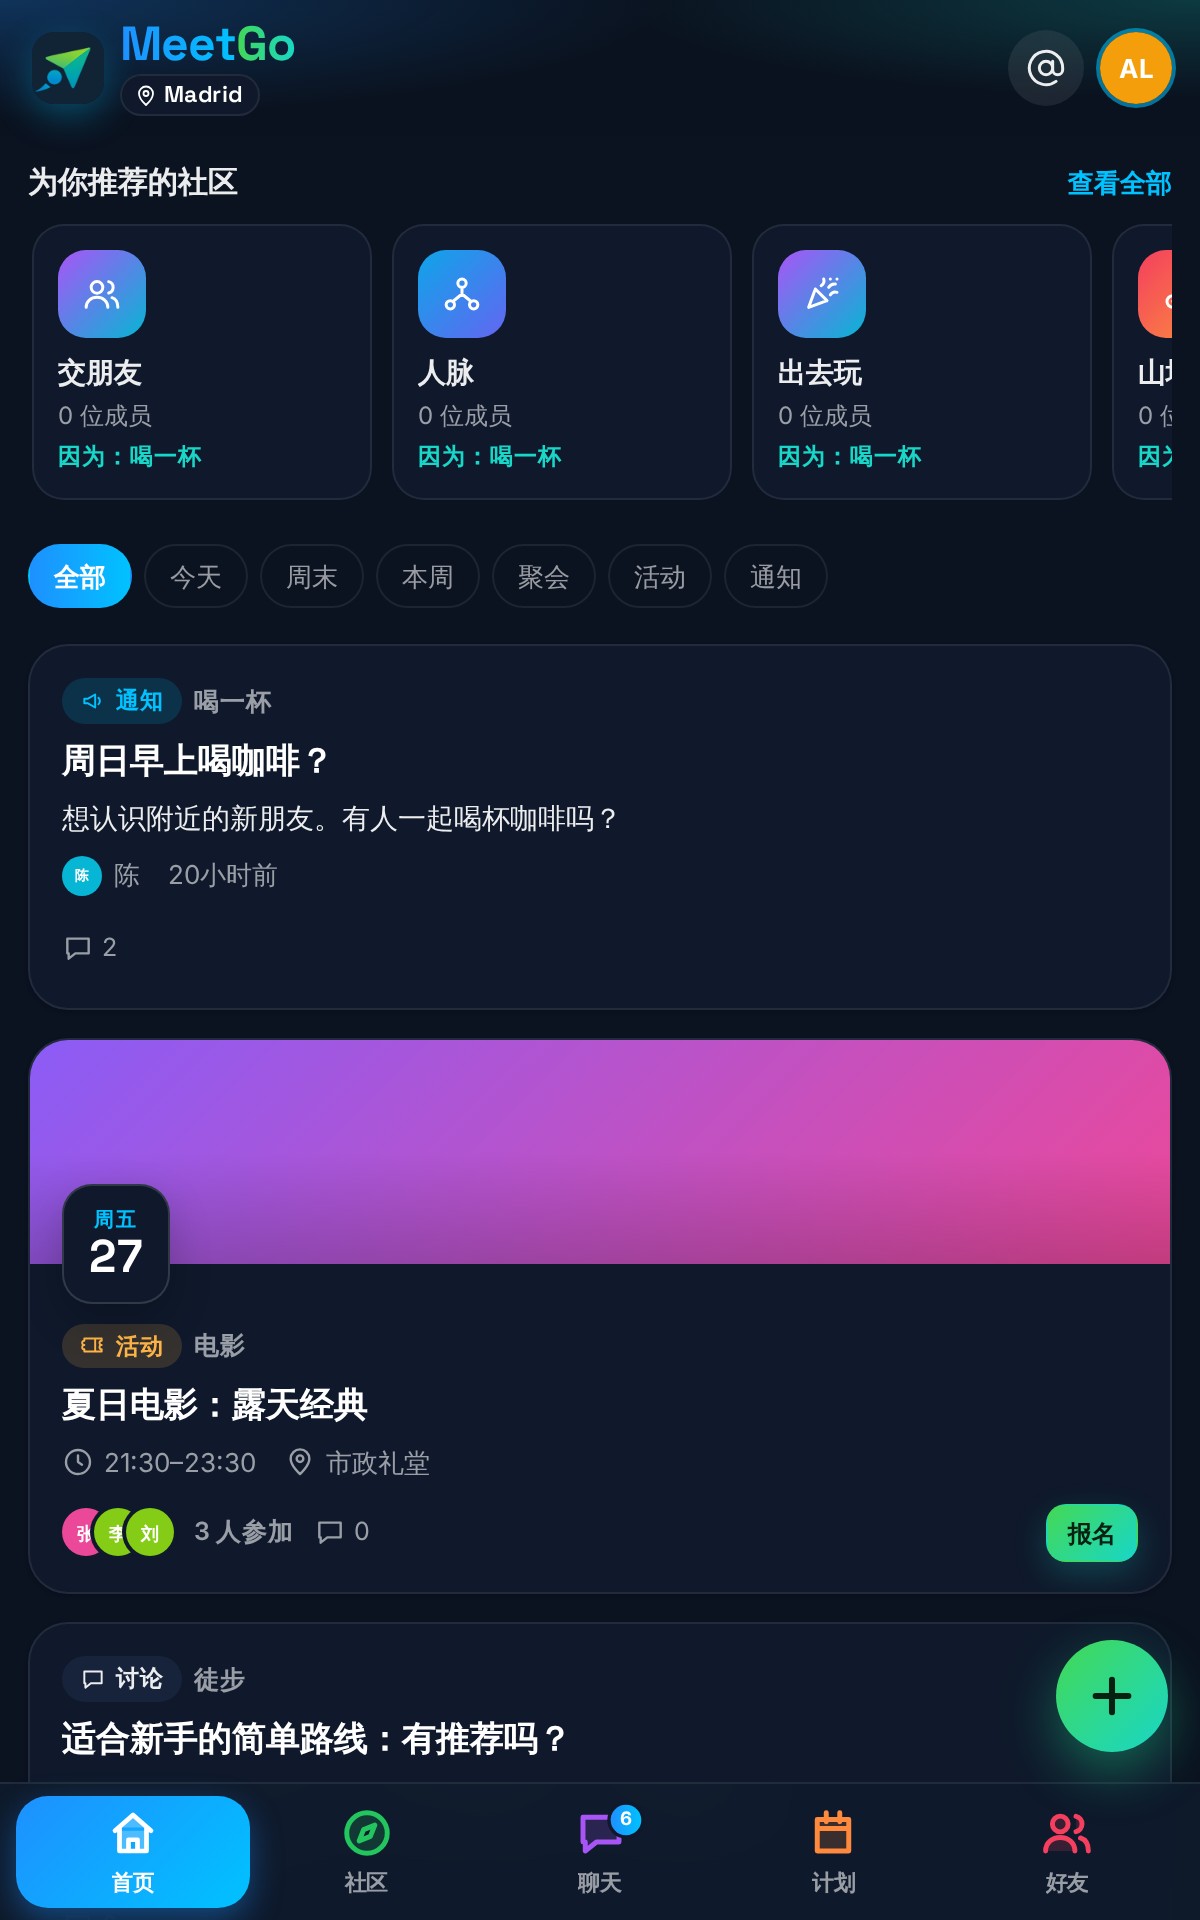 MeetGo
Madrid
AL
为你推荐的社区
查看全部
交朋友
0 位成员
因为：喝一杯
人脉
0 位成员
因为：喝一杯
出去玩
0 位成员
因为：喝一杯
山
0 位
因为
全部
今天
周末
本周
聚会
活动
通知
通知 喝一杯
周日早上喝咖啡？
想认识附近的新朋友。有人一起喝杯咖啡吗？
陈 陈 20小时前
2
周五
27
活动 电影
夏日电影：露天经典
21:30–23:30 市政礼堂
张 李 刘 3 人参加 0
报名
讨论 徒步
适合新手的简单路线：有推荐吗？
6
首页
社区
聊天
计划
好友